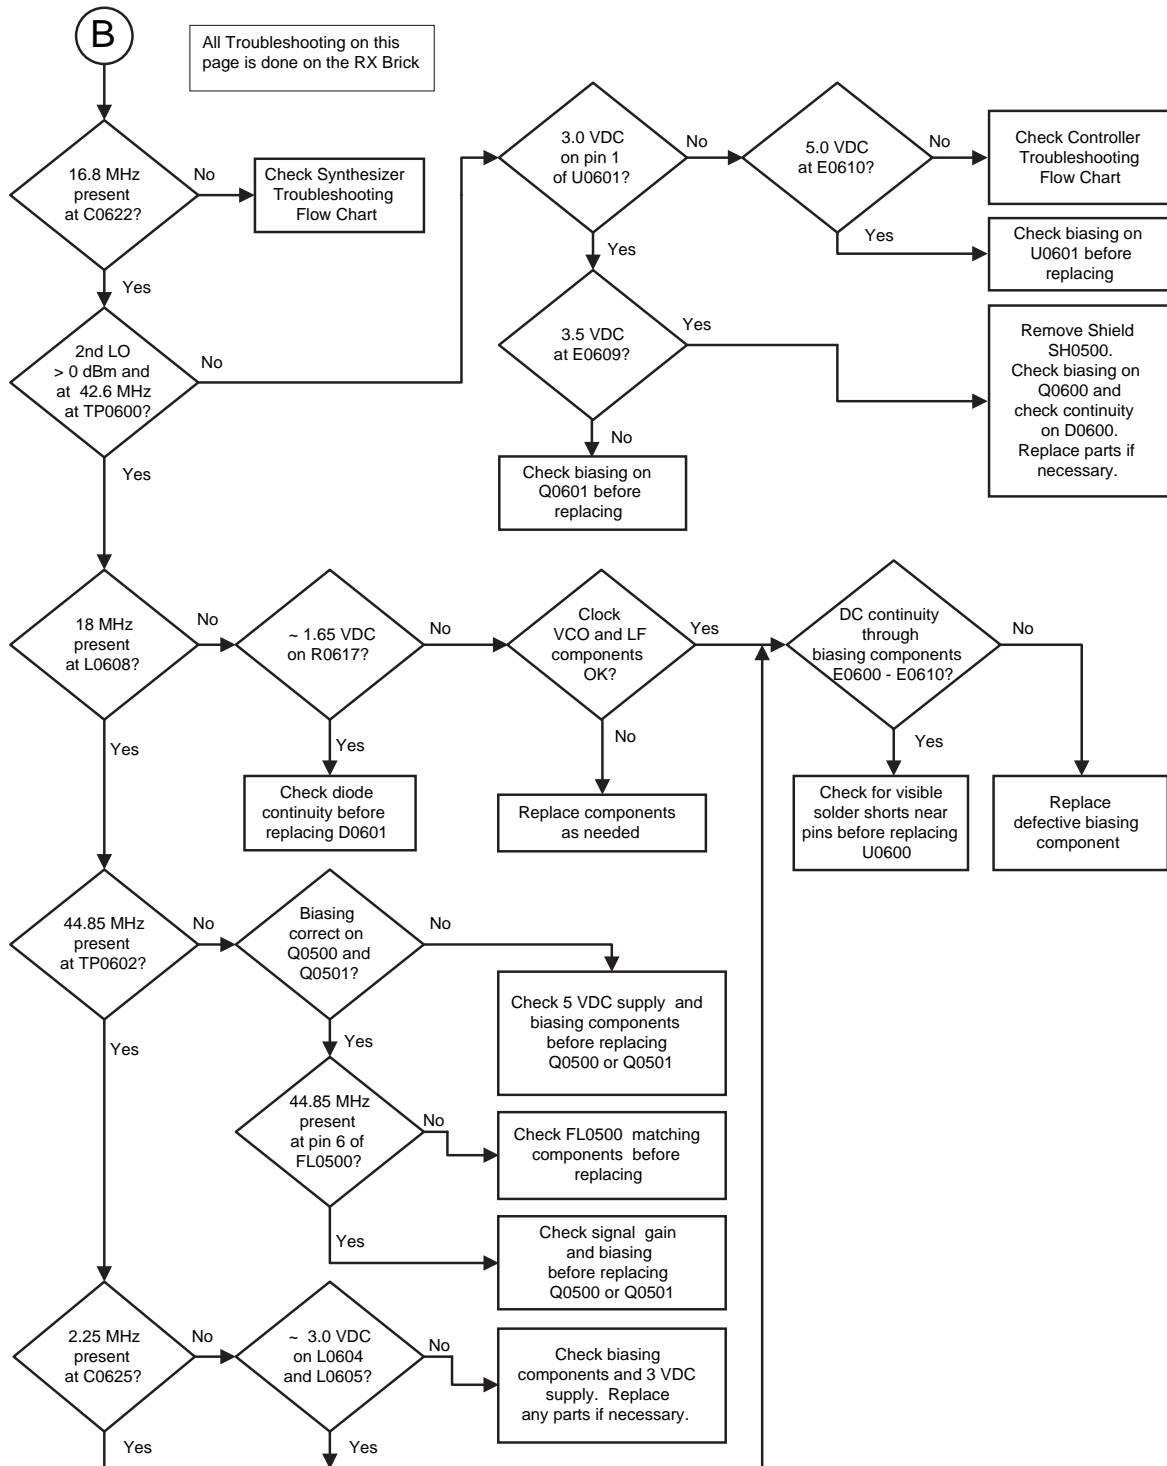 B
All Troubleshooting on this
page is done on the RX Brick
16.8 MHz
present
at C0622?
No
Check Synthesizer
Troubleshooting
Flow Chart
Yes
3.0 VDC
on pin 1
of U0601?
No
5.0 VDC
at E0610?
No
Check Controller
Troubleshooting
Flow Chart
Yes
Check biasing on
U0601 before
replacing
Yes
3.5 VDC
at E0609?
Yes
Remove Shield
SH0500.
Check biasing on
Q0600 and
check continuity
on D0600.
Replace parts if
necessary.
No
Check biasing on
Q0601 before
replacing
2nd LO
> 0 dBm and
at 42.6 MHz
at TP0600?
No
Yes
18 MHz
present
at L0608?
No
~ 1.65 VDC
on R0617?
No
Clock
VCO and LF
components
OK?
Yes
DC continuity
through
biasing components
E0600 - E0610?
No
Yes
Yes
Check diode
continuity before
replacing D0601
No
Replace components
as needed
Yes
Check for visible
solder shorts near
pins before replacing
U0600
Replace
defective biasing
component
44.85 MHz
present
at TP0602?
No
Biasing
correct on
Q0500 and
Q0501?
No
Check 5 VDC supply and
biasing components
before replacing
Q0500 or Q0501
Yes
Yes
44.85 MHz
present
at pin 6 of
FL0500?
No
Check FL0500 matching
components before
replacing
Yes
Check signal gain
and biasing
before replacing
Q0500 or Q0501
2.25 MHz
present
at C0625?
No
~ 3.0 VDC
on L0604
and L0605?
No
Check biasing
components and 3 VDC
supply. Replace
any parts if necessary.
Yes
Yes